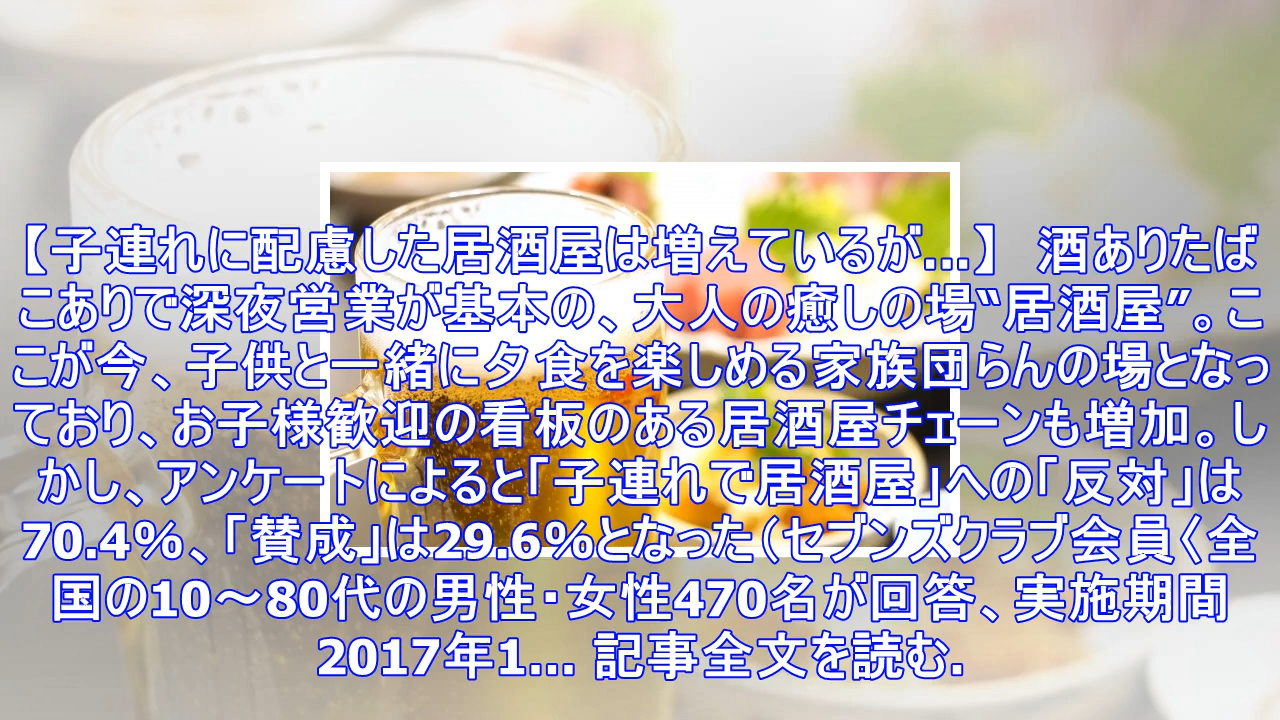 【子連れに配慮した居酒屋は増えているが…】 酒ありたば
こありで深夜営業が基本の、大人の癒しの場“居酒屋”。こ
こが今、子供と一緒に夕食を楽しめる家族団らんの場となっ
ており、お子様歓迎の看板のある居酒屋チェーンも増加。し
かし、アンケートによると「子連れで居酒屋」への「反対」は
70.4％、「賛成」は29.6％となった（セブンズクラブ会員〈全
国の10～80代の男性・女性470名が回答、実施期間
2017年1... 記事全文を読む.